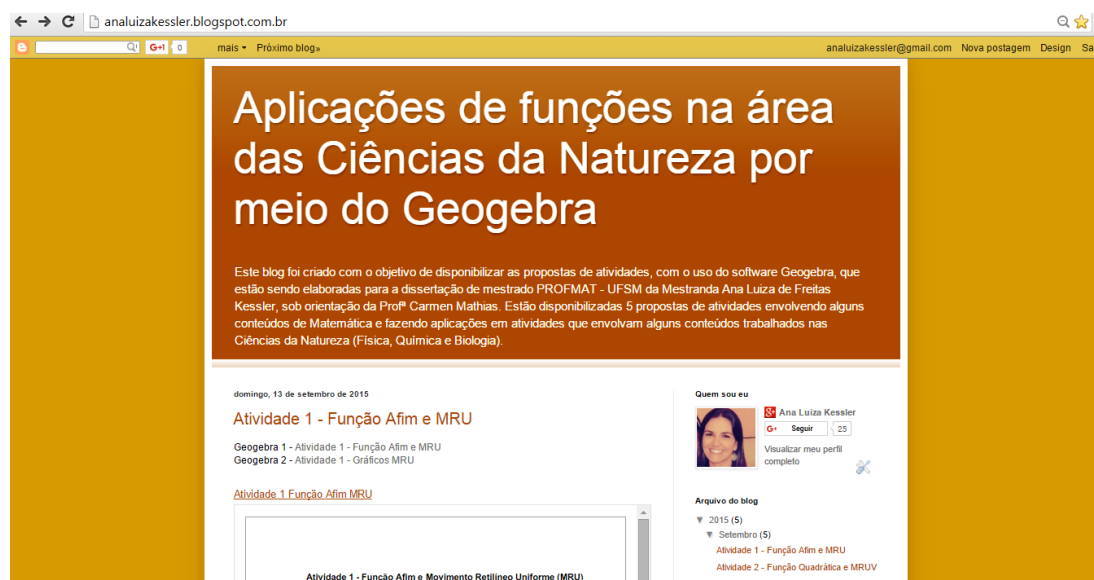 analuizakessler.blogspot.com.br
G+1 0 mais Próximo blog» analuizakessler@gmail.com Nova postagem Design Sa
Aplicações de funções na área
das Ciências da Natureza por
meio do Geogebra
Este blog foi criado com o objetivo de disponibilizar as propostas de atividades, com o uso do software Geogebra, que
estão sendo elaboradas para a dissertação de mestrado PROFMAT - UFSM da Mestranda Ana Luiza de Freitas
Kessler, sob orientação da Profª Carmen Mathias. Estão disponibilizadas 5 propostas de atividades envolvendo alguns
conteúdos de Matemática e fazendo aplicações em atividades que envolvam alguns conteúdos trabalhados nas
Ciências da Natureza (Física, Química e Biologia).
domingo, 13 de setembro de 2015
Atividade 1 - Função Afim e MRU
Geogebra 1 - Atividade 1 - Função Afim e MRU
Geogebra 2 - Atividade 1 - Gráficos MRU
Atividade 1 Função Afim MRU
Atividade 1 - Função Afim e Movimento Retilíneo Uniforme (MRU)
Quem sou eu
Ana Luiza Kessler
G+ Seguir 25
Visualizar meu perfil
completo
Arquivo do blog
▼ 2015 (5)
▼ Setembro (5)
Atividade 1 - Função Afim e MRU
Atividade 2 - Função Quadrática e MRUV